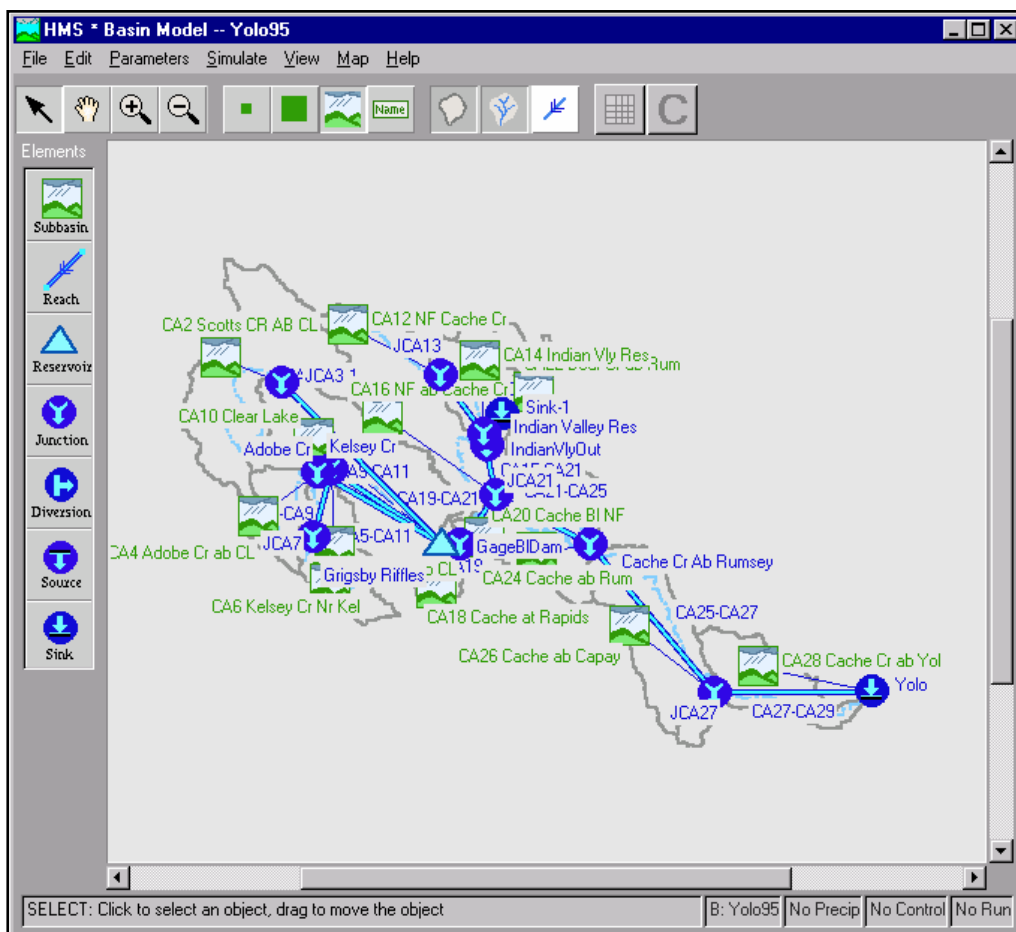 HMS * Basin Model -- Yolo95
File Edit Parameters Simulate View Map Help
Name
C
Elements
Subbasin
Reach
Reservoir
Junction
Diversion
Source
Sink
CA2 Scotts CR AB CL
CA12 NF Cache Cr
JCA13
CA14 Indian Vly Res
Rum
JCA3
CA16 NF ab Cache Cr
CA10 Clear Lake
Sink-1
Indian Valley Res
Adobe Cr
Kelsey Cr
IndianVlyOut
CA19-CA21
JCA21
CA20 Cache Bl NF
JCA7
GageBlDam
Cache Cr Ab Rumsey
CA4 Adobe Cr ab CL
Grigsby Riffles
CL
CA24 Cache ab Rum
CA6 Kelsey Cr Nr Kel
CA18 Cache at Rapids
CA25-CA27
CA26 Cache ab Capay
CA28 Cache Cr ab Yol
Yolo
JCA27
CA27-CA29
SELECT: Click to select an object, drag to move the object
B: Yolo95
No Precip
No Control
No Run